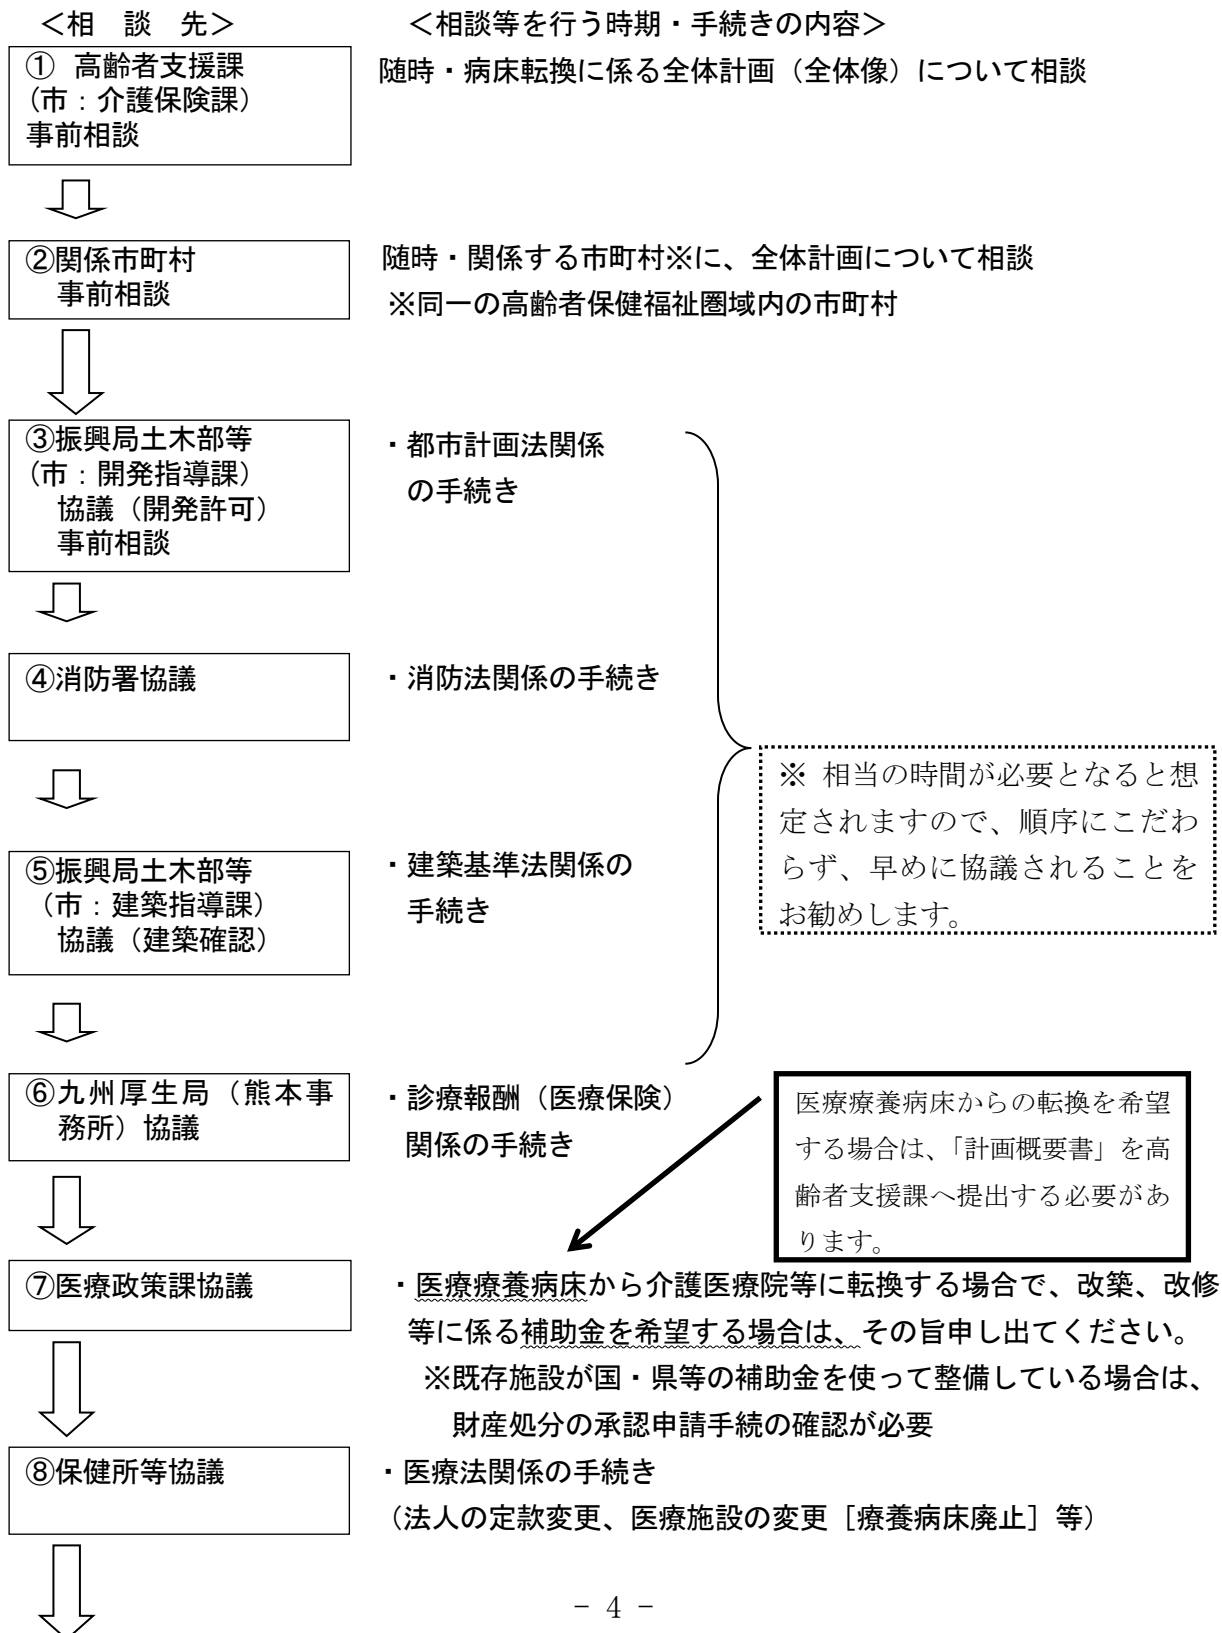 ＜相　談　先＞
＜相談等を行う時期・手続きの内容＞
① 高齢者支援課
（市：介護保険課）
事前相談
随時・病床転換に係る全体計画（全体像）について相談
②関係市町村
事前相談
随時・関係する市町村※に、全体計画について相談
※同一の高齢者保健福祉圏域内の市町村
③振興局土木部等
（市：開発指導課）
協議（開発許可）
事前相談
・都市計画法関係
の手続き
④消防署協議
・消防法関係の手続き
※ 相当の時間が必要となると想
定されますので、順序にこだわ
らず、早めに協議されることを
お勧めします。
⑤振興局土木部等
（市：建築指導課）
協議（建築確認）
・建築基準法関係の
手続き
⑥九州厚生局（熊本事
務所）協議
・診療報酬（医療保険）
関係の手続き
医療療養病床からの転換を希望
する場合は、「計画概要書」を高
齢者支援課へ提出する必要があ
ります。
⑦医療政策課協議
・医療療養病床から介護医療院等に転換する場合で、改築、改修
等に係る補助金を希望する場合は、その旨申し出てください。
※既存施設が国・県等の補助金を使って整備している場合は、
財産処分の承認申請手続の確認が必要
⑧保健所等協議
・医療法関係の手続き
（法人の定款変更、医療施設の変更［療養病床廃止］等）
- 4 -